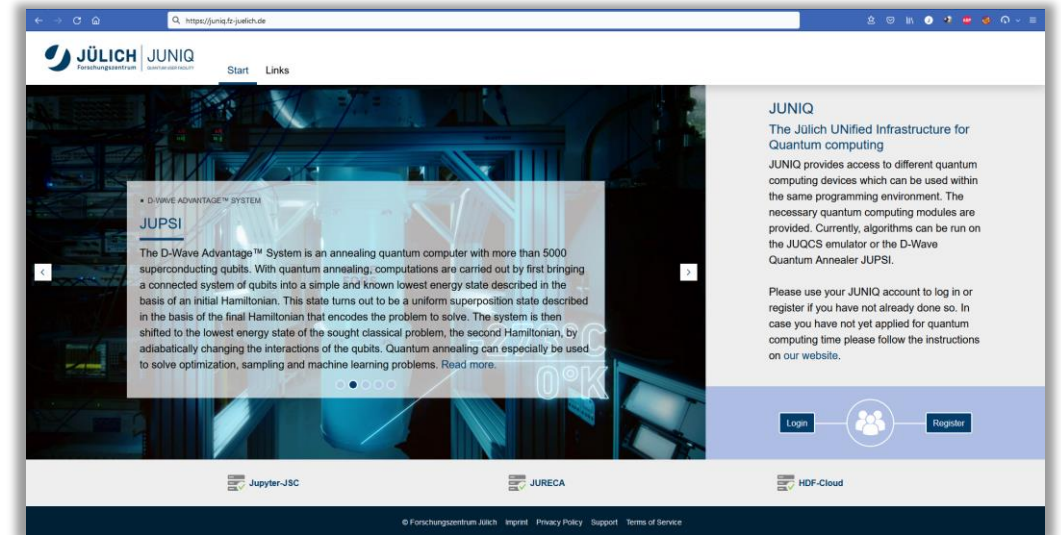 https://juniq.fz-juelich.de
JÜLICH
Forschungszentrum
JUNIQ
QUANTUM USER FACILITY
Start Links
• D-WAVE ADVANTAGE™ SYSTEM
JUPSI
The D-Wave Advantage™ System is an annealing quantum computer with more than 5000
superconducting qubits. With quantum annealing, computations are carried out by first bringing
a connected system of qubits into a simple and known lowest energy state described in the
basis of an initial Hamiltonian. This state turns out to be a uniform superposition state described
in the basis of the final Hamiltonian that encodes the problem to solve. The system is then
shifted to the lowest energy state of the sought classical problem, the second Hamiltonian, by
adiabatically changing the interactions of the qubits. Quantum annealing can especially be used
to solve optimization, sampling and machine learning problems. Read more.
-273°C
0°K
JUNIQ
The Jülich UNified Infrastructure for
Quantum computing
JUNIQ provides access to different quantum
computing devices which can be used within
the same programming environment. The
necessary quantum computing modules are
provided. Currently, algorithms can be run on
the JUQCS emulator or the D-Wave
Quantum Annealer JUPSI.
Please use your JUNIQ account to log in or
register if you have not already done so. In
case you have not yet applied for quantum
computing time please follow the instructions
on our website.
Login
Register
Jupyter-JSC
JURECA
HDF-Cloud
© Forschungszentrum Jülich Imprint Privacy Policy Support Terms of Service